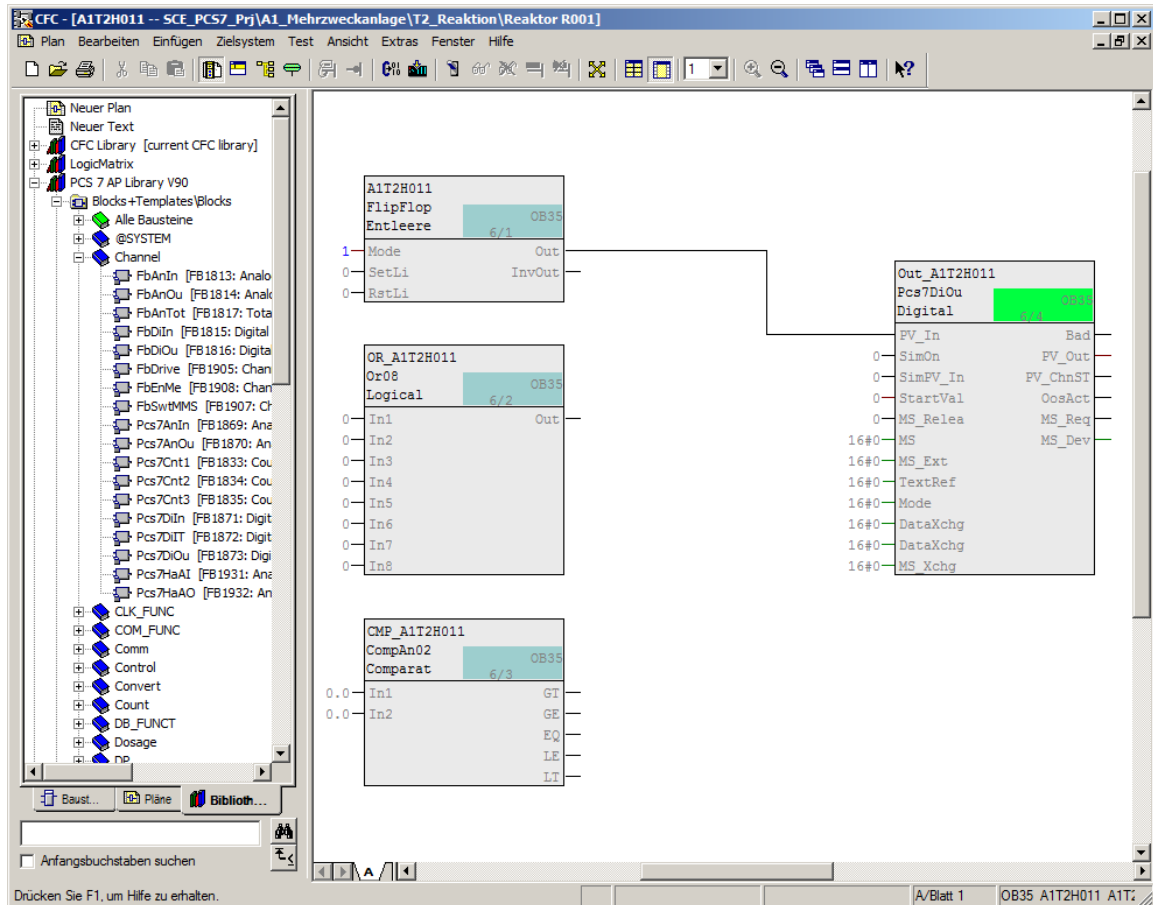 CFC - [A1T2H011 -- SCE_PCS7_Prj\A1_Mehrzweckanlage\T2_Reaktion\Reaktor R001]
Plan Bearbeiten Einfügen Zielsystem Test Ansicht Extras Fenster Hilfe
1
Neuer Plan
Neuer Text
CFC Library [current CFC library]
LogicMatrix
PCS 7 AP Library V90
Blocks+Templates\Blocks
Alle Bausteine
@SYSTEM
Channel
FbAnIn [FB1813: Analo
FbAnOu [FB1814: Analo
FbAnTot [FB1817: Tota
FbDiIn [FB1815: Digital
FbDiOu [FB1816: Digita
FbDrive [FB1905: Chan
FbEnMe [FB1908: Chan
FbSwtMMS [FB1907: Ch
Pcs7AnIn [FB1869: Ana
Pcs7AnOu [FB1870: An
Pcs7Cnt1 [FB1833: Cou
Pcs7Cnt2 [FB1834: Cou
Pcs7Cnt3 [FB1835: Cou
Pcs7DiIn [FB1871: Digit
Pcs7DiIT [FB1872: Digit
Pcs7DiOu [FB1873: Digi
Pcs7HaAI [FB1931: Ana
Pcs7HaAO [FB1932: An
CLK_FUNC
COM_FUNC
Comm
Control
Convert
Count
DB_FUNCT
Dosage
DP
Baust...
Pläne
Biblioth...
Anfangsbuchstaben suchen
A1T2H011
FlipFlop
Entleere
OB35
6/1
1 Mode Out
0 SetLi InvOut
0 RstLi
OR_A1T2H011
Or08
Logical
OB35
6/2
0 In1 Out
0 In2
0 In3
0 In4
0 In5
0 In6
0 In7
0 In8
CMP_A1T2H011
CompAn02
Comparat
OB35
6/3
0.0 In1 GT
0.0 In2 GE
EQ
LE
LT
Out_A1T2H011
Pcs7DiOu
Digital
OB35
6/4
PV_In Bad
0 SimOn PV_Out
0 SimPV_In PV_ChnST
0 StartVal OosAct
0 MS_Relea MS_Req
16#0 MS MS_Dev
16#0 MS_Ext
16#0 TextRef
16#0 Mode
16#0 DataXchg
16#0 DataXchg
16#0 MS_Xchg
A
Drücken Sie F1, um Hilfe zu erhalten.
A/Blatt 1
OB35 A1T2H011 A1T2